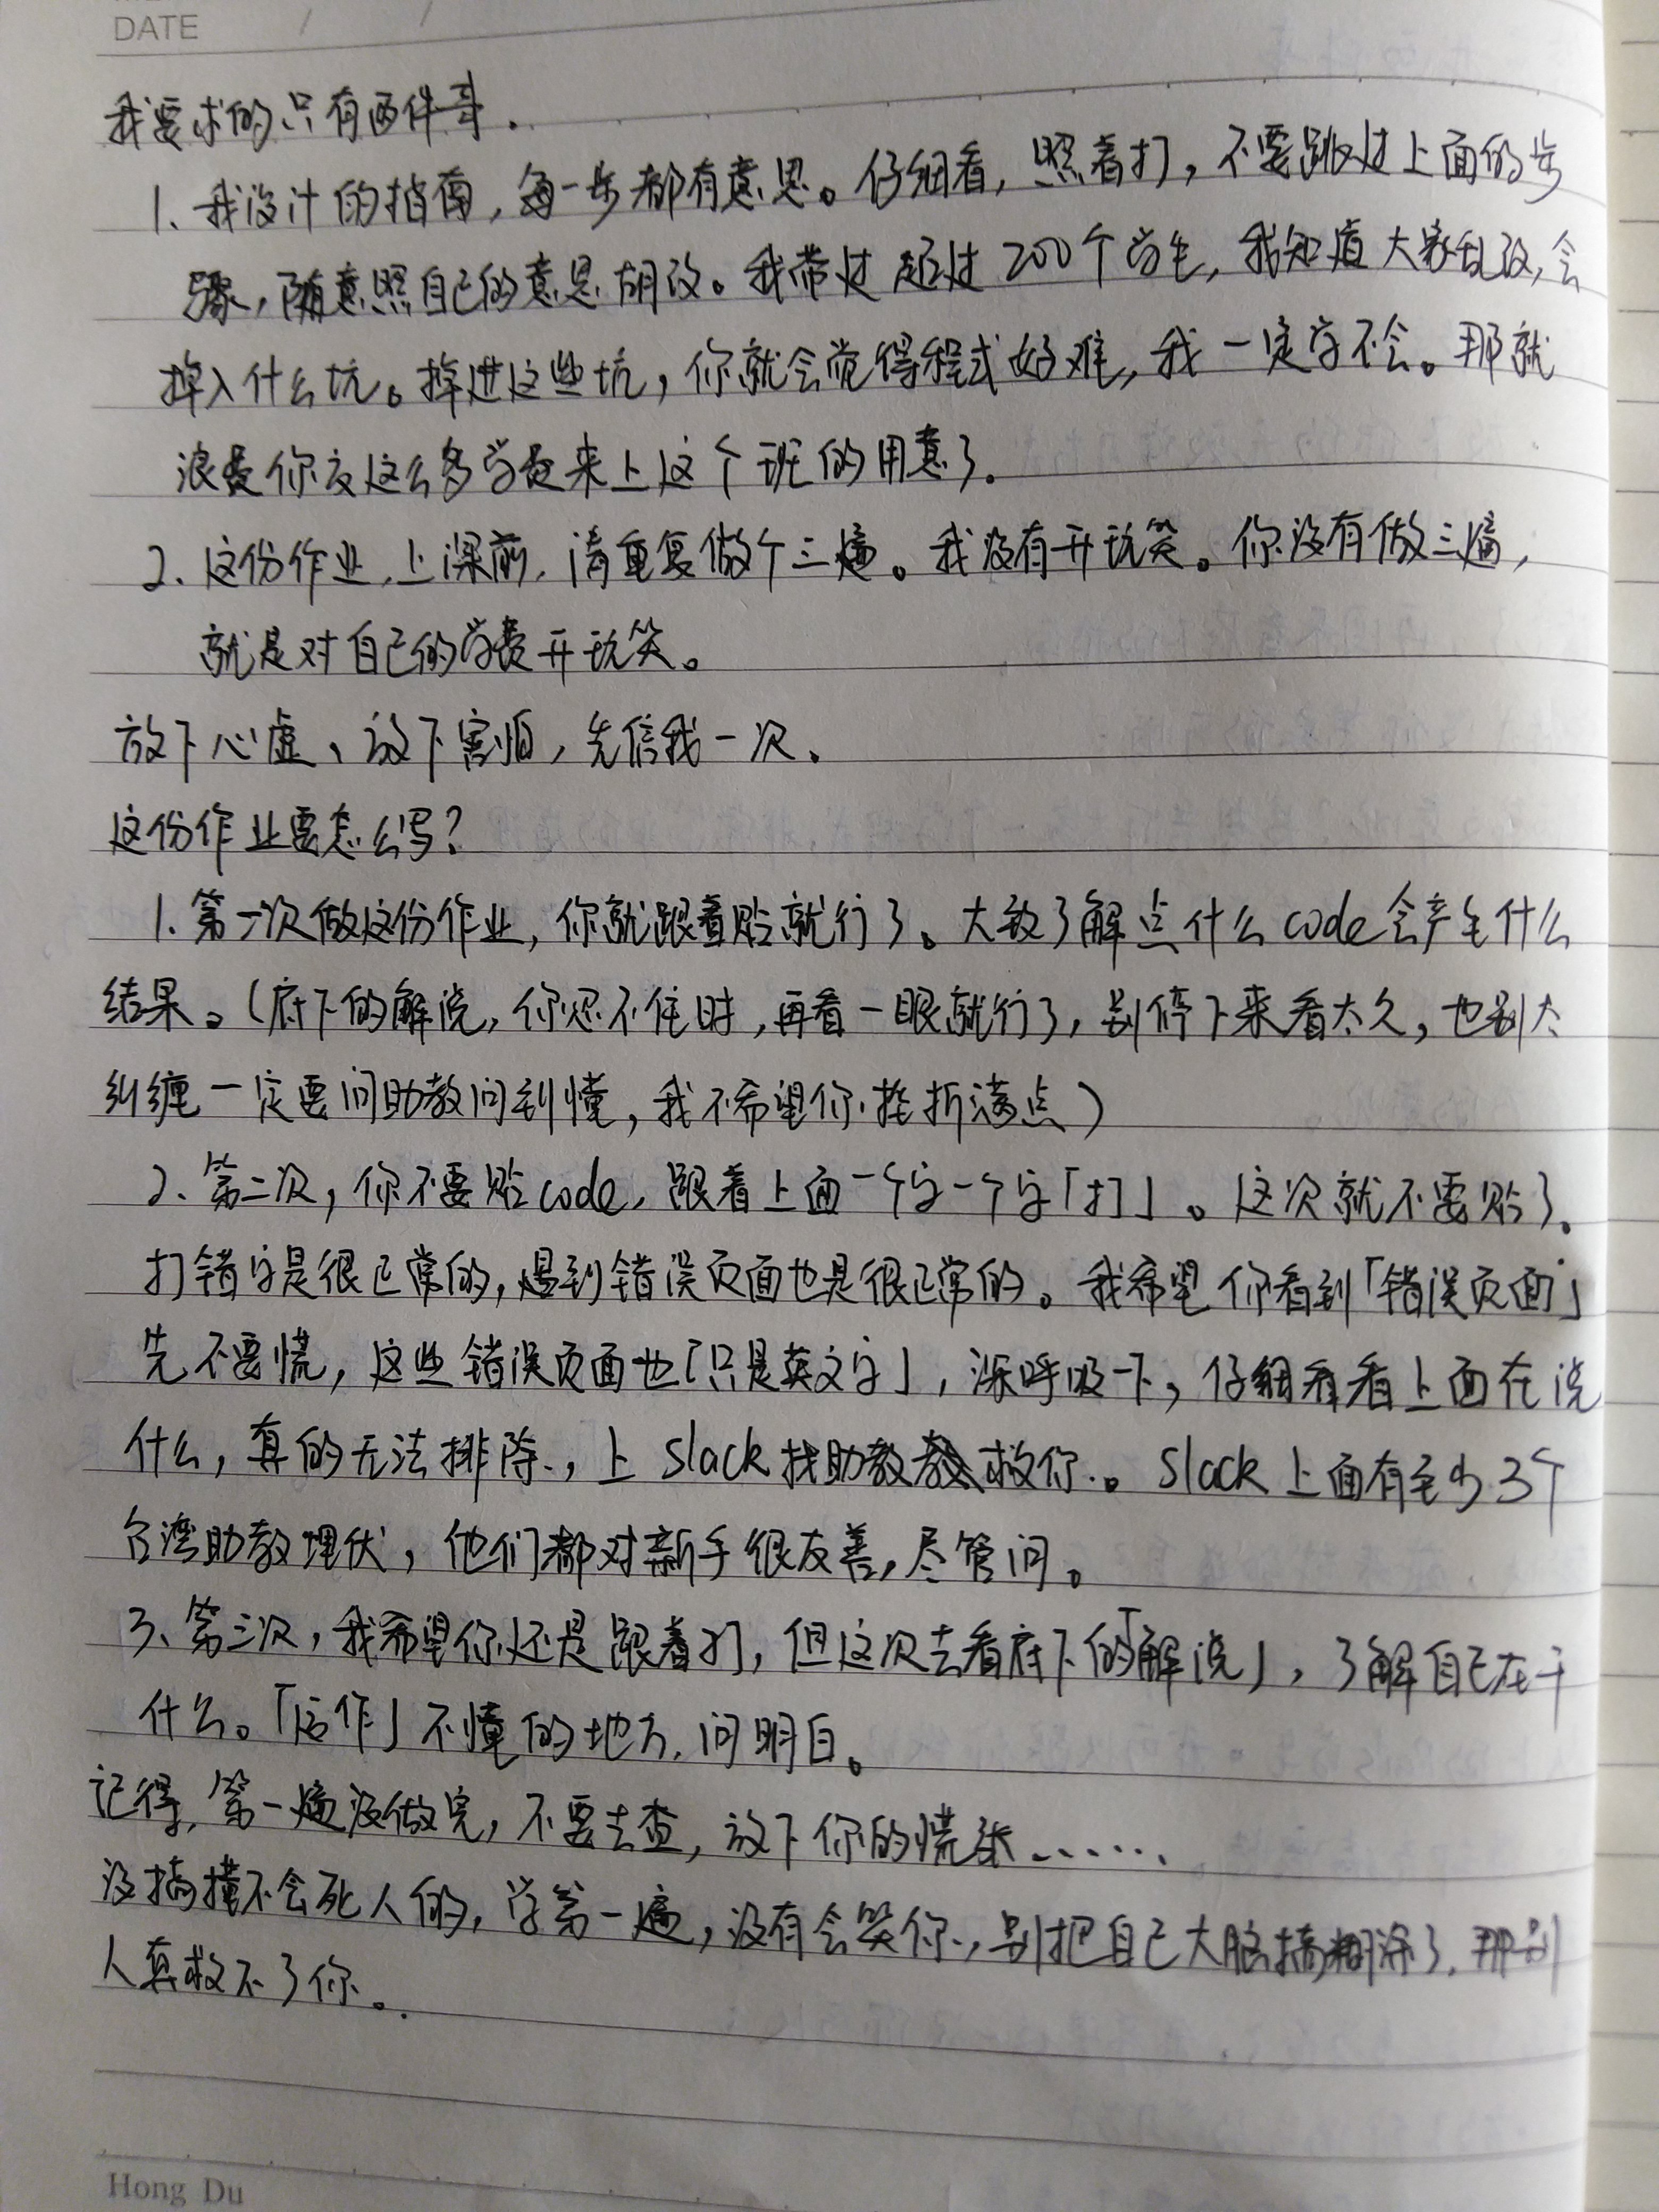 DATE / /
我要求的只有两件事.
1. 我设计的指南, 每一步都有意思。仔细看, 照着打, 不要跳过上面的步
骤, 随意照自己的意思胡改。我带过超过200个学生, 我知道大家乱改, 会
掉入什么坑。掉进这些坑, 你就会觉得程式好难, 我一定学不会。那就
浪费你交这么多学费来上这个班的用意了.
2. 这份作业, 上课前, 请重复做个三遍。我没有开玩笑。你没有做三遍,
就是对自己的学费开玩笑。
放下心虚、放下害怕, 先信我一次.
这份作业要怎么写?
1. 第一次做这份作业, 你就跟着贴就行了。大致了解点什么code会产生什么
结果。(底下的解说, 你忍不住时, 再看一眼就行了, 别停下来看太久, 也别太
纠缠一定要问助教问到懂, 我不希望你挫折满点)
2、第二次, 你不要贴code, 跟着上面一个字一个字「打」。这次就不要贴了。
打错字是很正常的, 遇到错误页面也是很正常的。我希望你看到「错误页面」
先不要慌, 这些错误页面也「只是英文字」, 深呼吸一下, 仔细看看上面在说
什么, 真的无法排除, 上Slack找助教救你。Slack上面有至少3个
台湾助教埋伏, 他们都对新手很友善, 尽管问。
3、第三次, 我希望你还是跟着打, 但这次去看底下的「解说」, 了解自己在干
什么。「后作」不懂的地方, 问明白。
记得, 第一遍没做完, 不要去查, 放下你的慌张......
没搞懂不会死人的, 学第一遍, 没有会笑你, 别把自己大脑搞糊涂了, 那别
人真救不了你。
Hong Du